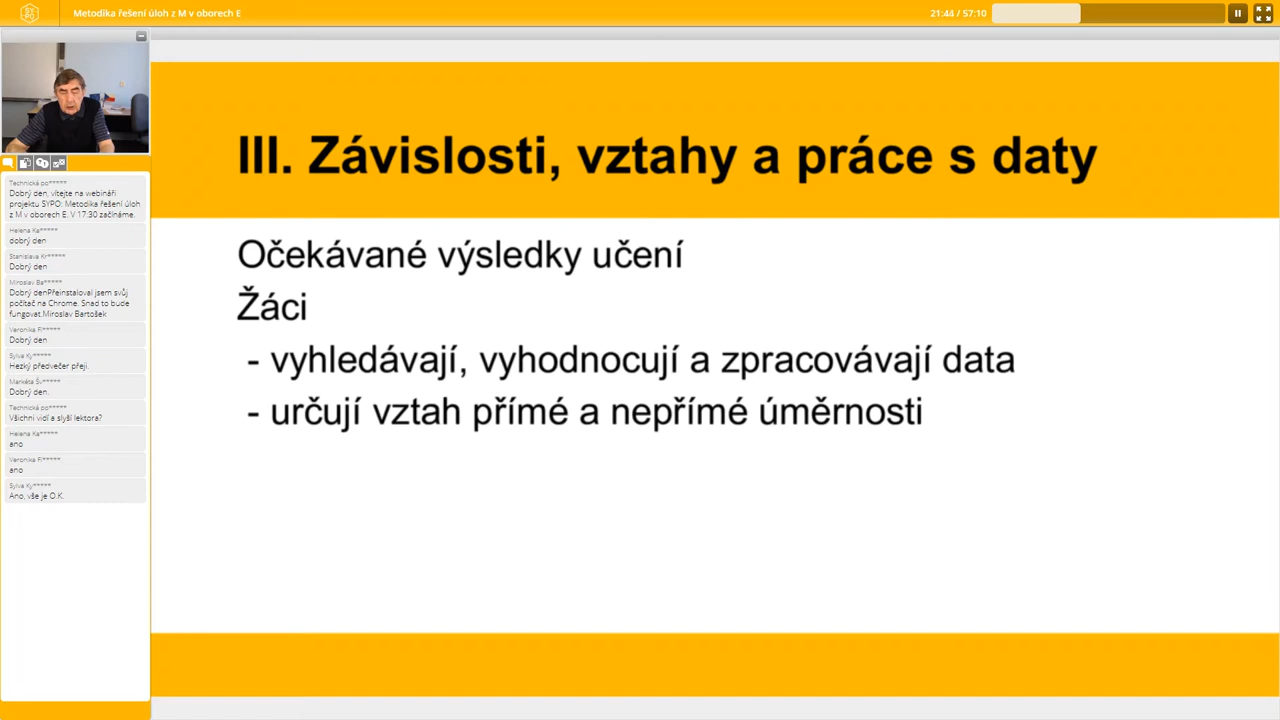 Metodika řešení úloh z M v oborech E
21:44 / 57:10
III. Závislosti, vztahy a práce s daty
Očekávané výsledky učení
Žáci
- vyhledávají, vyhodnocují a zpracovávají data
- určují vztah přímé a nepřímé úměrnosti
Technická po*****
Dobrý den, vítejte na webináři
projektu SYPO: Metodika řešení úloh
z M v oborech E. V 17:30 začínáme.
Helena Ka*****
dobrý den
Stanislava Kr*****
Dobrý den
Miroslav Ba*****
Dobrý denPřeinstaloval jsem svůj
počítač na Chrome. Snad to bude
fungovat.Miroslav Bartošek
Veronika Fi*****
Dobrý den
Sylva Ky*****
Hezký předvečer přeji.
Markéta Šv*****
Dobrý den.
Technická po*****
Všichni vidí a slyší lektora?
Helena Ka*****
ano
Veronika Fi*****
ano
Sylva Ky*****
Ano, vše je O.K.